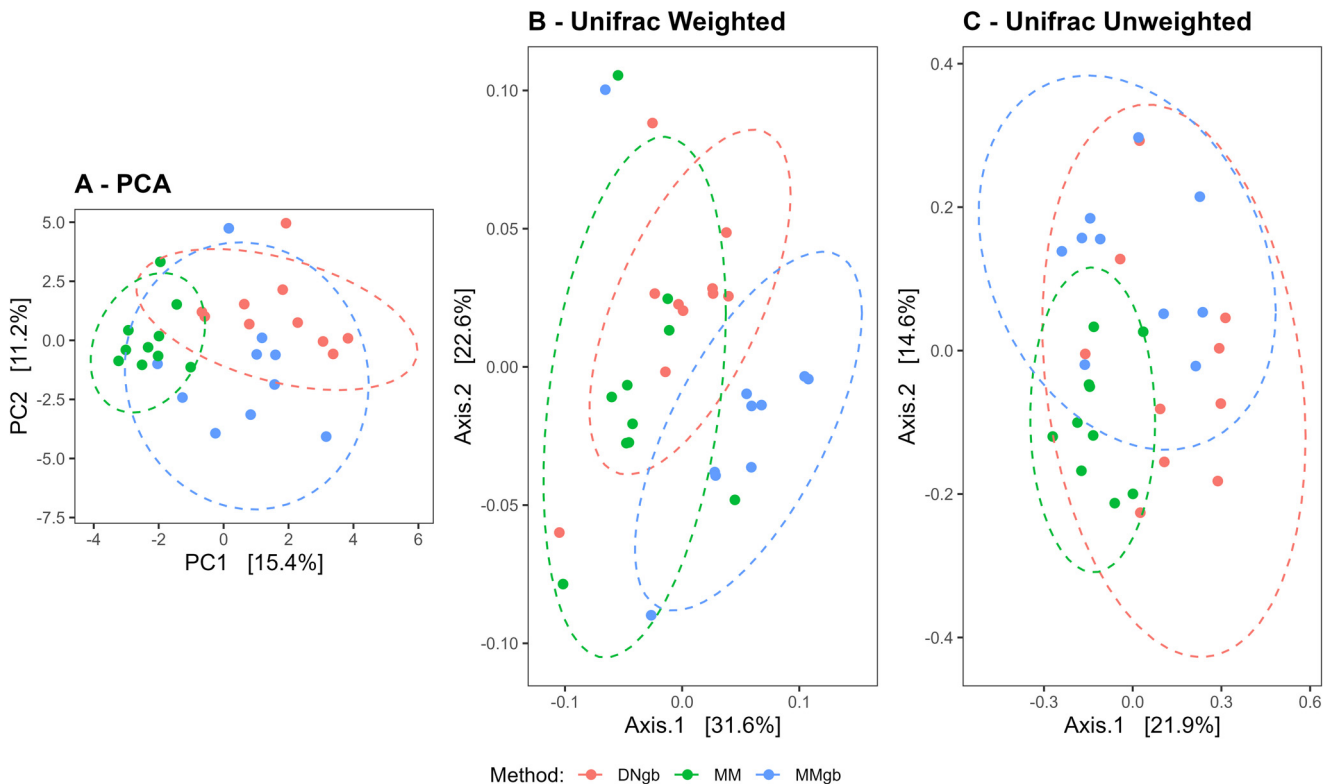 A - PCA
5.0
2.5
0.0
-2.5
-5.0
-7.5
PC2 [11.2%]
-4 -2 0 2 4 6
PC1 [15.4%]
B - Unifrac Weighted
0.10
0.05
0.00
-0.05
-0.10
Axis.2 [22.6%]
-0.1 0.0 0.1
Axis.1 [31.6%]
C - Unifrac Unweighted
0.4
0.2
0.0
-0.2
-0.4
Axis.2 [14.6%]
-0.3 0.0 0.3 0.6
Axis.1 [21.9%]
Method: DNgb MM MMgb